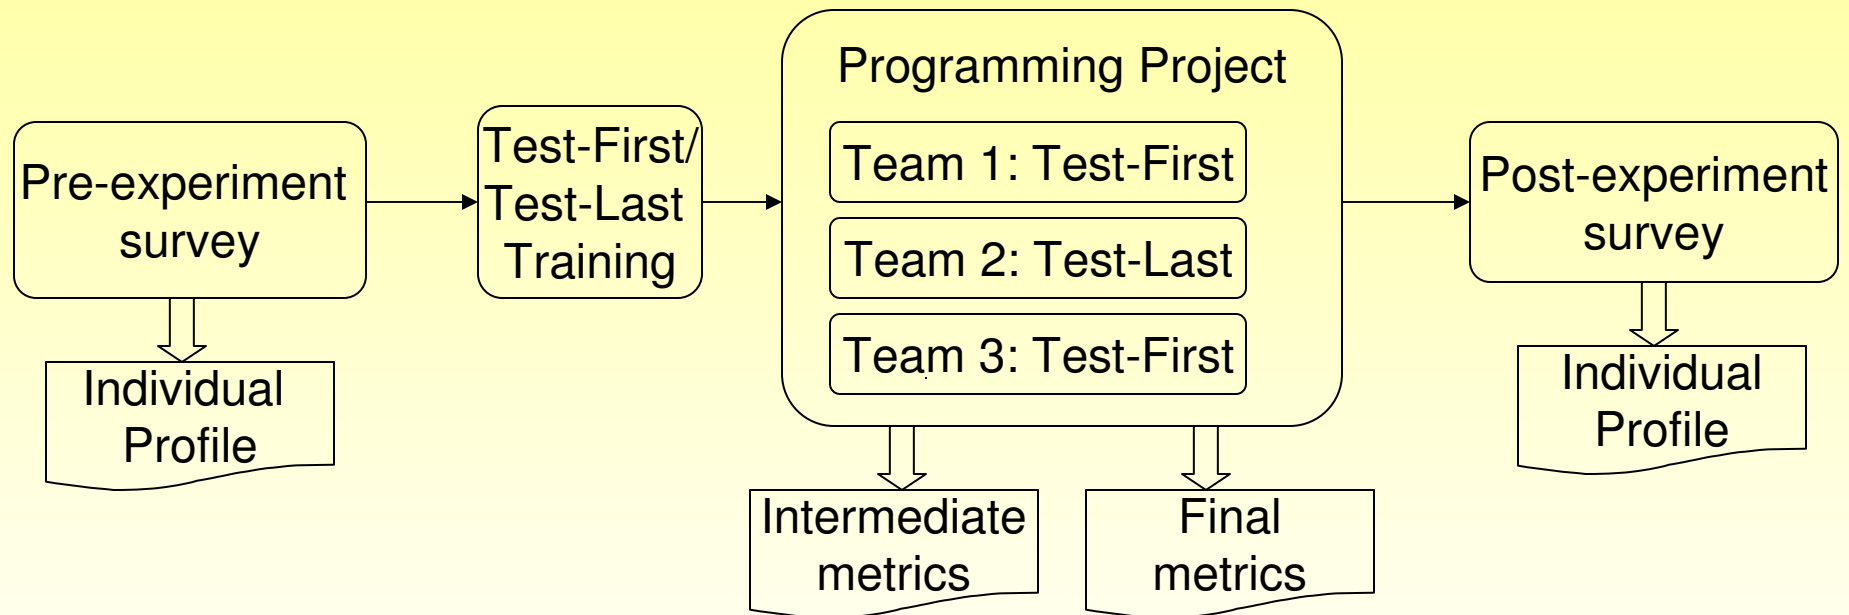 Pre-experiment
survey
Individual
Profile
Test-First/
Test-Last
Training
Programming Project
Team 1: Test-First
Team 2: Test-Last
Team 3: Test-First
Intermediate
metrics
Final
metrics
Post-experiment
survey
Individual
Profile